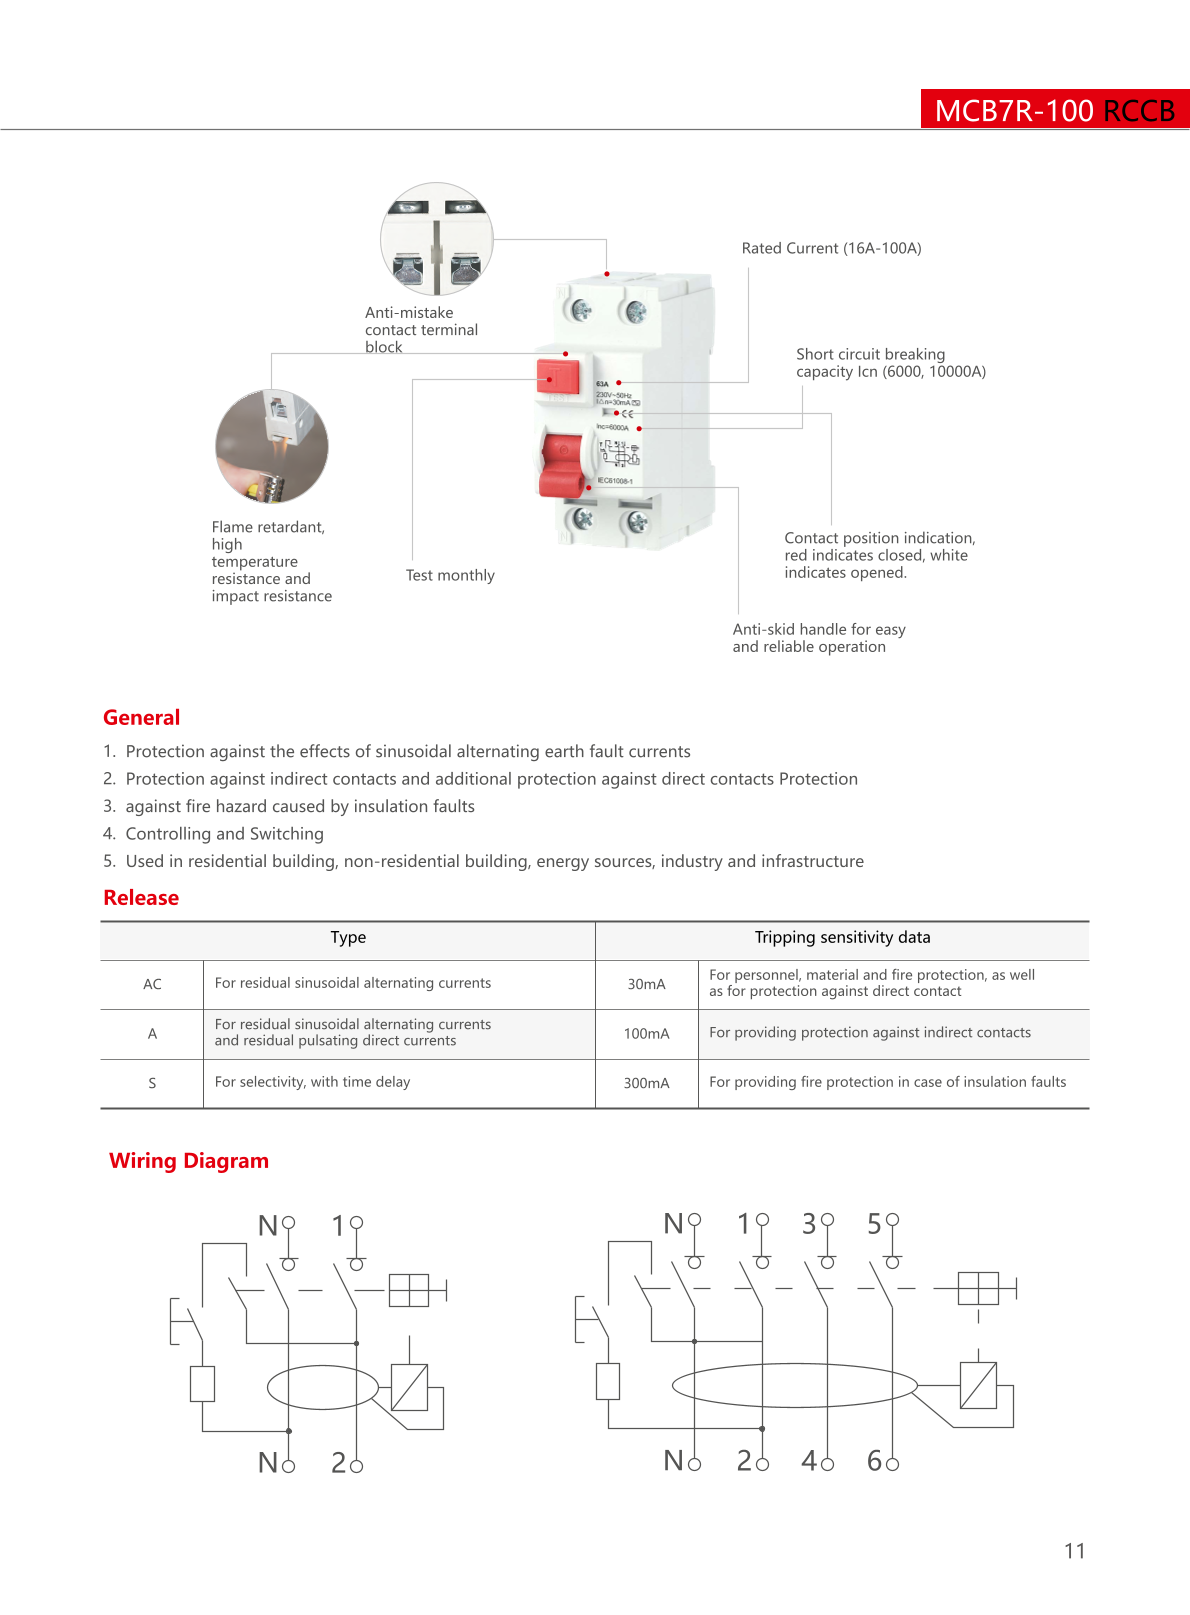 MCB7R-100 RCCB
Rated Current (16A-100A)
Anti-mistake
contact terminal
block
Short circuit breaking
capacity Icn (6000, 10000A)
63A
230V~50Hz
I△n=30mA
CE
Inc=6000A
IEC61008-1
Flame retardant,
high
temperature
resistance and
impact resistance
Test monthly
Contact position indication,
red indicates closed, white
indicates opened.
Anti-skid handle for easy
and reliable operation
General
1. Protection against the effects of sinusoidal alternating earth fault currents
2. Protection against indirect contacts and additional protection against direct contacts Protection
3. against fire hazard caused by insulation faults
4. Controlling and Switching
5. Used in residential building, non-residential building, energy sources, industry and infrastructure
Release
Type Tripping sensitivity data
AC For residual sinusoidal alternating currents 30mA For personnel, material and fire protection, as well
as for protection against direct contact
A For residual sinusoidal alternating currents
and residual pulsating direct currents 100mA For providing protection against indirect contacts
S For selectivity, with time delay 300mA For providing fire protection in case of insulation faults
Wiring Diagram
N 1 N 1 3 5
N 2 N 2 4 6
11